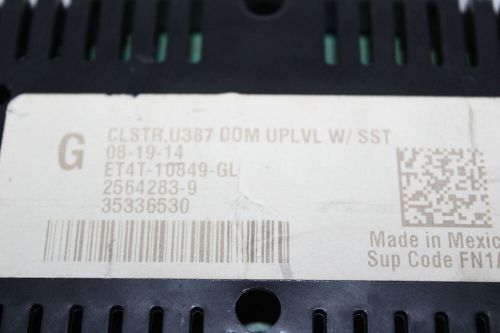 G
CLSTR,U387 DOM UPLVL W/ SST
08-19-14
ET4T-10849-GL
2564283-9
35336530
Made in Mexic
Sup Code FN1A